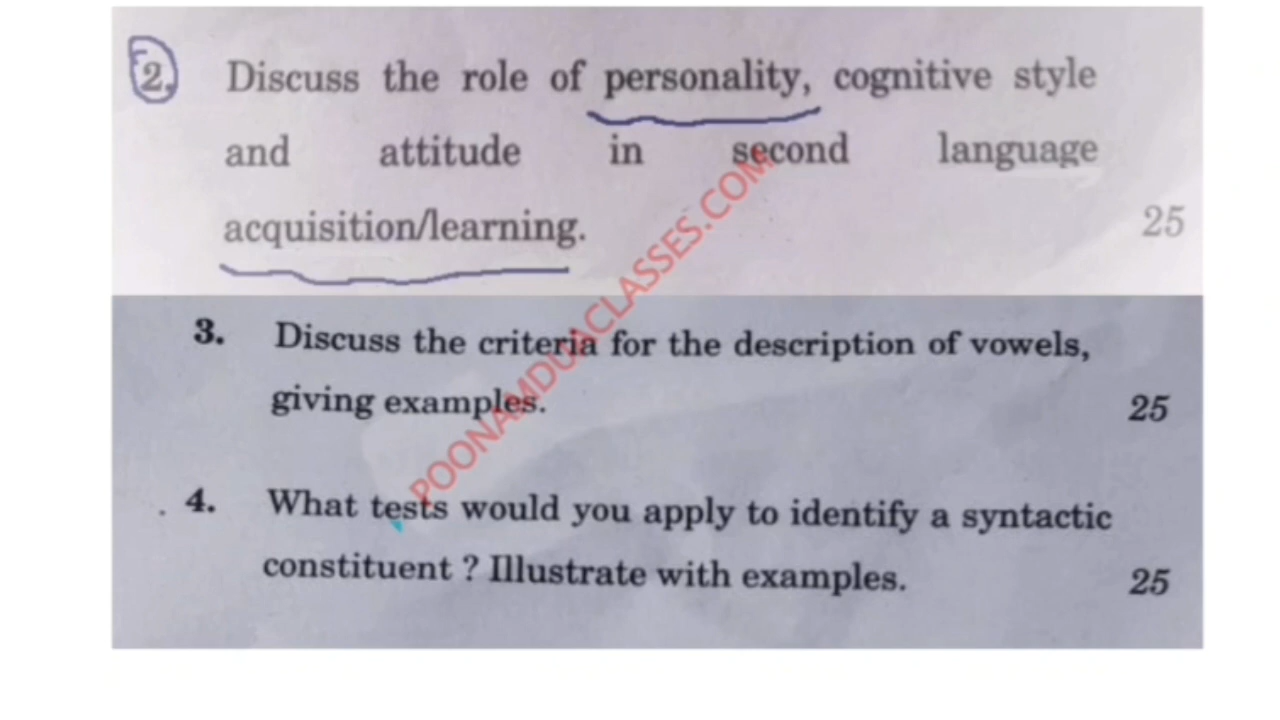 2. Discuss the role of personality, cognitive style
and attitude in second language
acquisition/learning. 25
3. Discuss the criteria for the description of vowels,
giving examples. 25
4. What tests would you apply to identify a syntactic
constituent ? Illustrate with examples. 25
POONAMDUACLASSES.COM